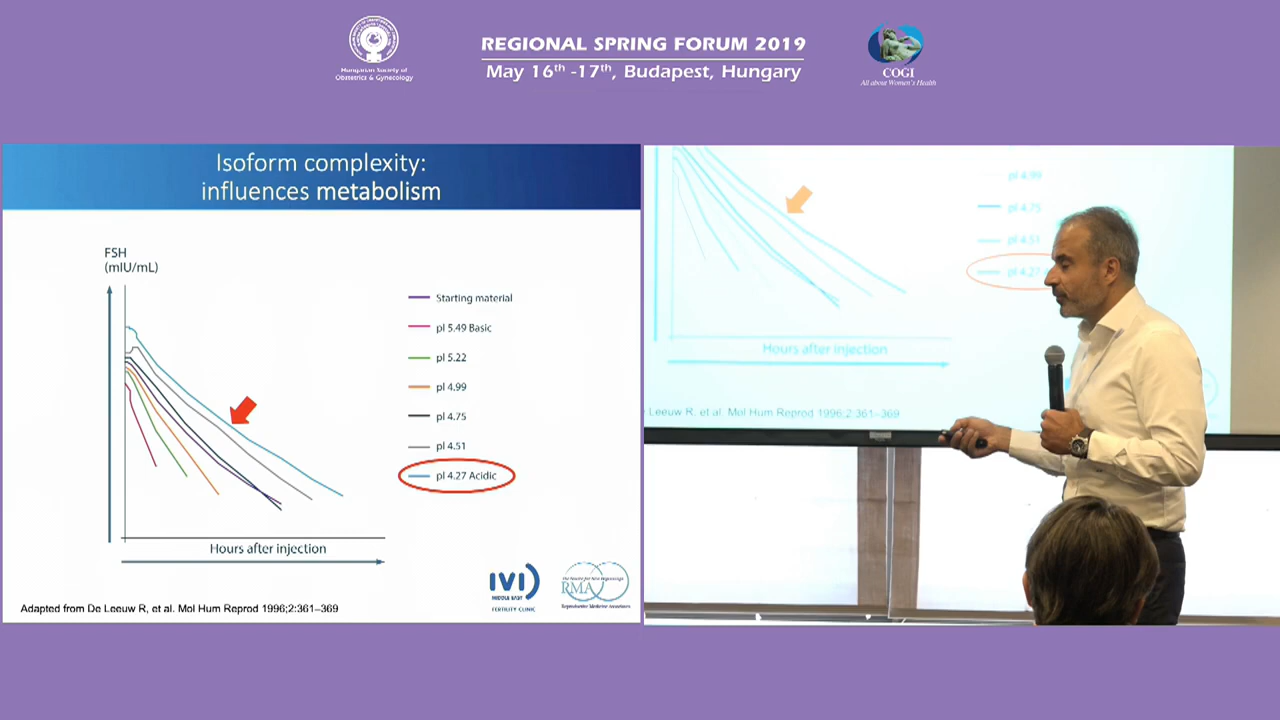 Hungarian Society of
Obstetrics & Gynecology
REGIONAL SPRING FORUM 2019
May 16th -17th, Budapest, Hungary
COGI
All about Women's Health
Isoform complexity:
influences metabolism
FSH
(mIU/mL)
Starting material
pI 5.49 Basic
pI 5.22
pI 4.99
pI 4.75
pI 4.51
pI 4.27 Acidic
Hours after injection
IVI
MIDDLE EAST
FERTILITY CLINIC
RMA
Reproductive Medicine Associates
Adapted from De Leeuw R, et al. Mol Hum Reprod 1996;2:361–369
pI 4.99
pI 4.75
pI 4.51
pI 4.27
Hours after injection
Leeuw R, et al. Mol Hum Reprod 1996;2:361–369